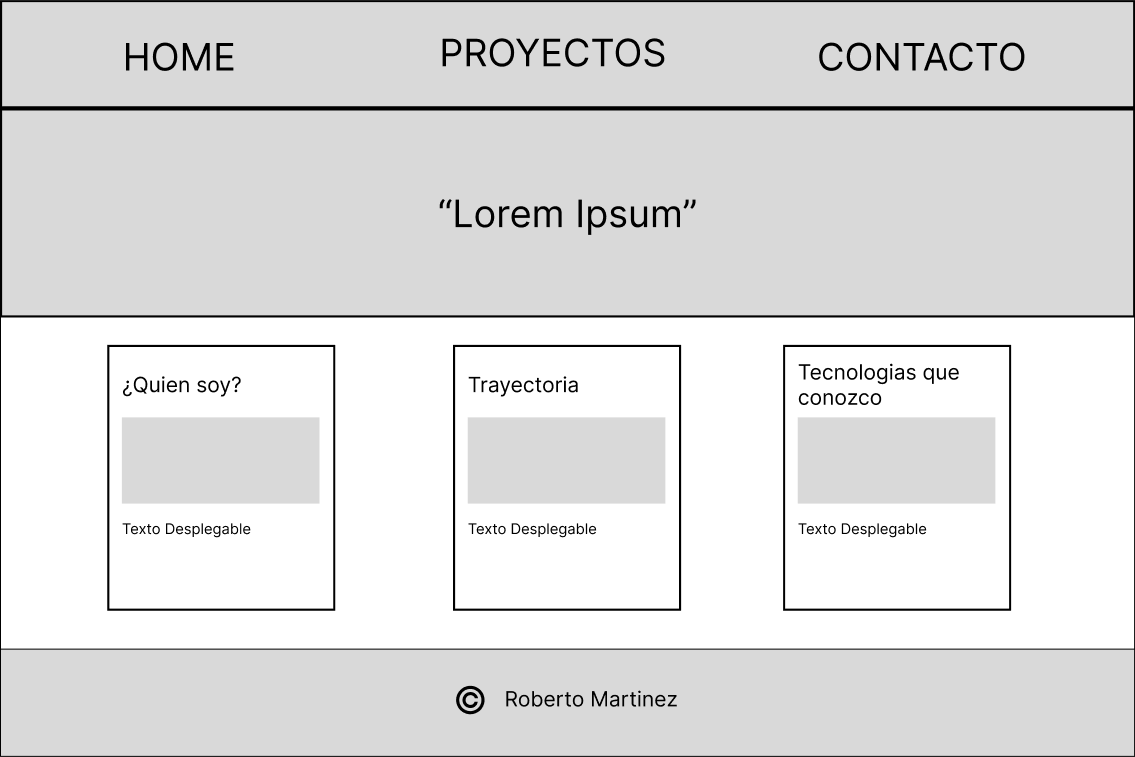 HOME
PROYECTOS
CONTACTO
“Lorem Ipsum”
¿Quien soy?
Texto Desplegable
Trayectoria
Texto Desplegable
Tecnologias que
conozco
Texto Desplegable
© Roberto Martinez